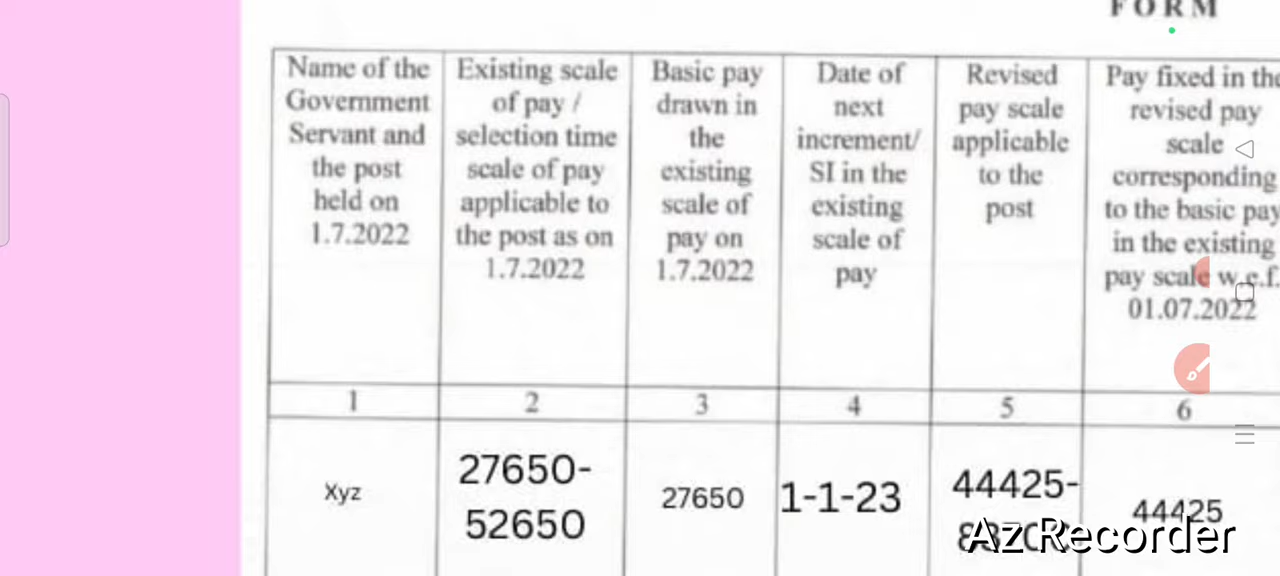 FORM
Name of the
Government
Servant and
the post
held on
1.7.2022
Existing scale
of pay /
selection time
scale of pay
applicable to
the post as on
1.7.2022
Basic pay
drawn in
the
existing
scale of
pay on
1.7.2022
Date of
next
increment/
SI in the
existing
scale of
pay
Revised
pay scale
applicable
to the
post
Pay fixed in the
revised pay
scale
corresponding
to the basic pay
in the existing
pay scale w.e.f.
01.07.2022
1 2 3 4 5 6
Xyz
27650-
52650
27650
1-1-23
44425-
44425
Az Recorder